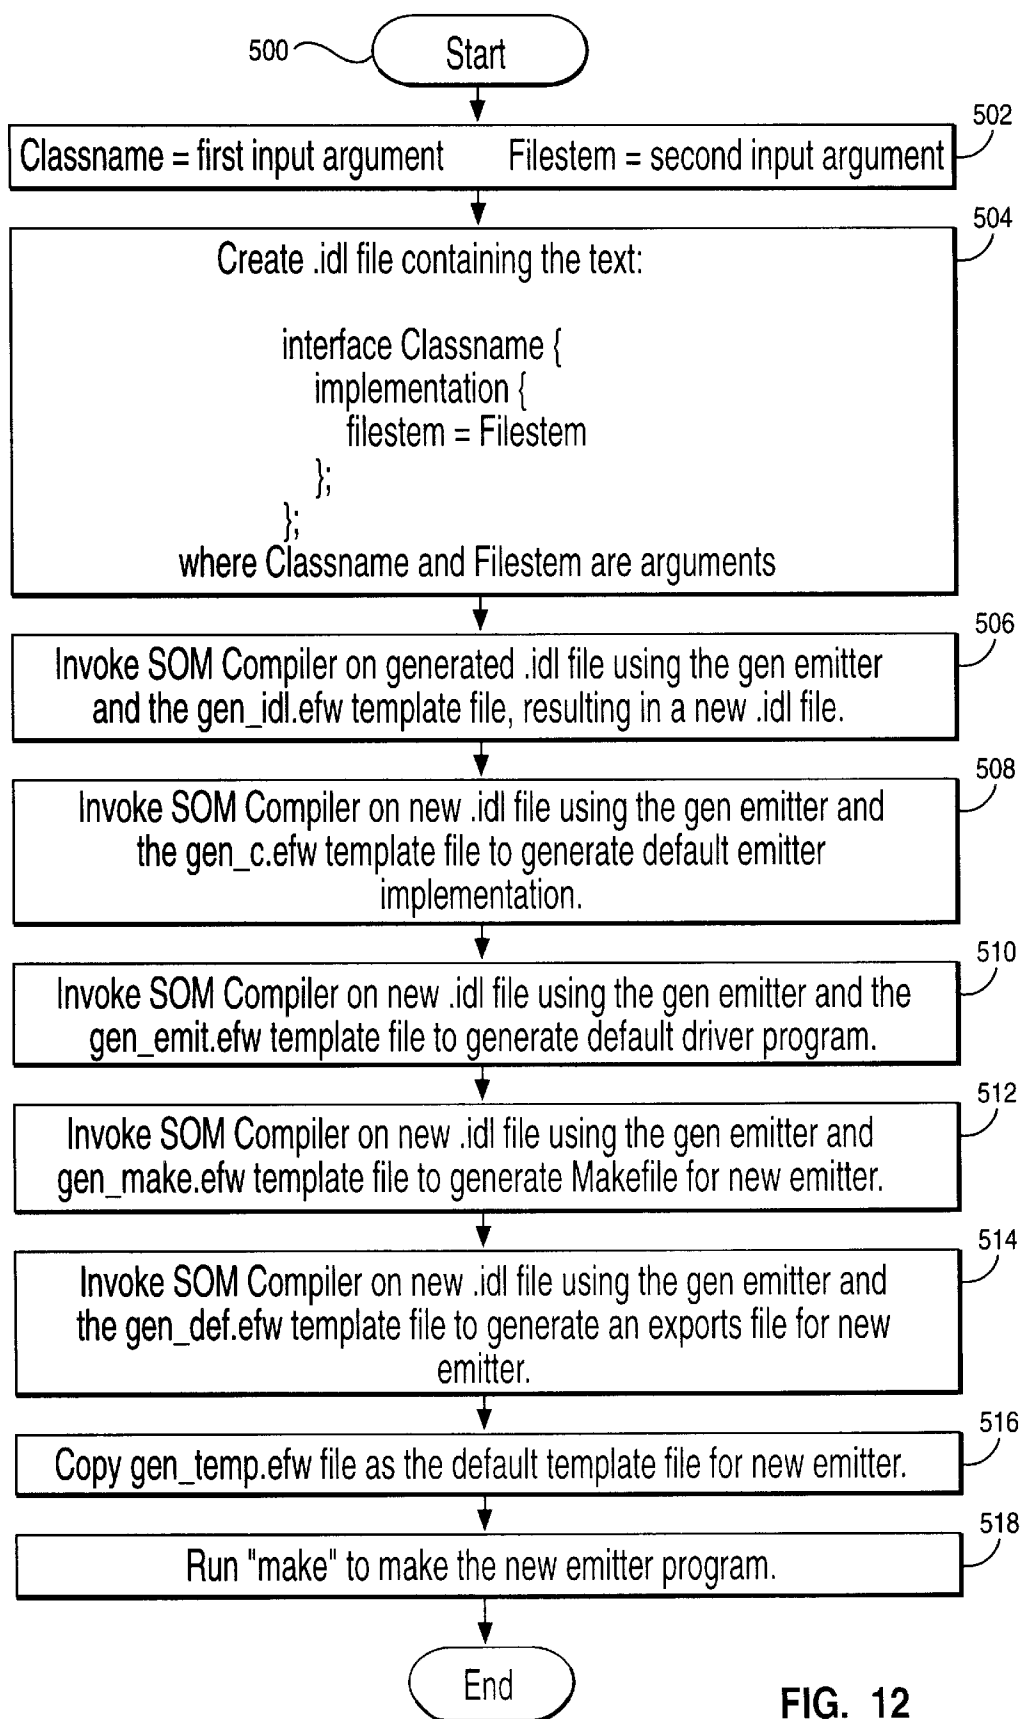 500
Start
502
Classname = first input argument Filestem = second input argument
504
Create .idl file containing the text:
interface Classname {
implementation {
filestem = Filestem
};
};
where Classname and Filestem are arguments
506
Invoke SOM Compiler on generated .idl file using the gen emitter
and the gen_idl.efw template file, resulting in a new .idl file.
508
Invoke SOM Compiler on new .idl file using the gen emitter and
the gen_c.efw template file to generate default emitter
implementation.
510
Invoke SOM Compiler on new .idl file using the gen emitter and the
gen_emit.efw template file to generate default driver program.
512
Invoke SOM Compiler on new .idl file using the gen emitter and
gen_make.efw template file to generate Makefile for new emitter.
514
Invoke SOM Compiler on new .idl file using the gen emitter and
the gen_def.efw template file to generate an exports file for new
emitter.
516
Copy gen_temp.efw file as the default template file for new emitter.
518
Run "make" to make the new emitter program.
End
FIG. 12